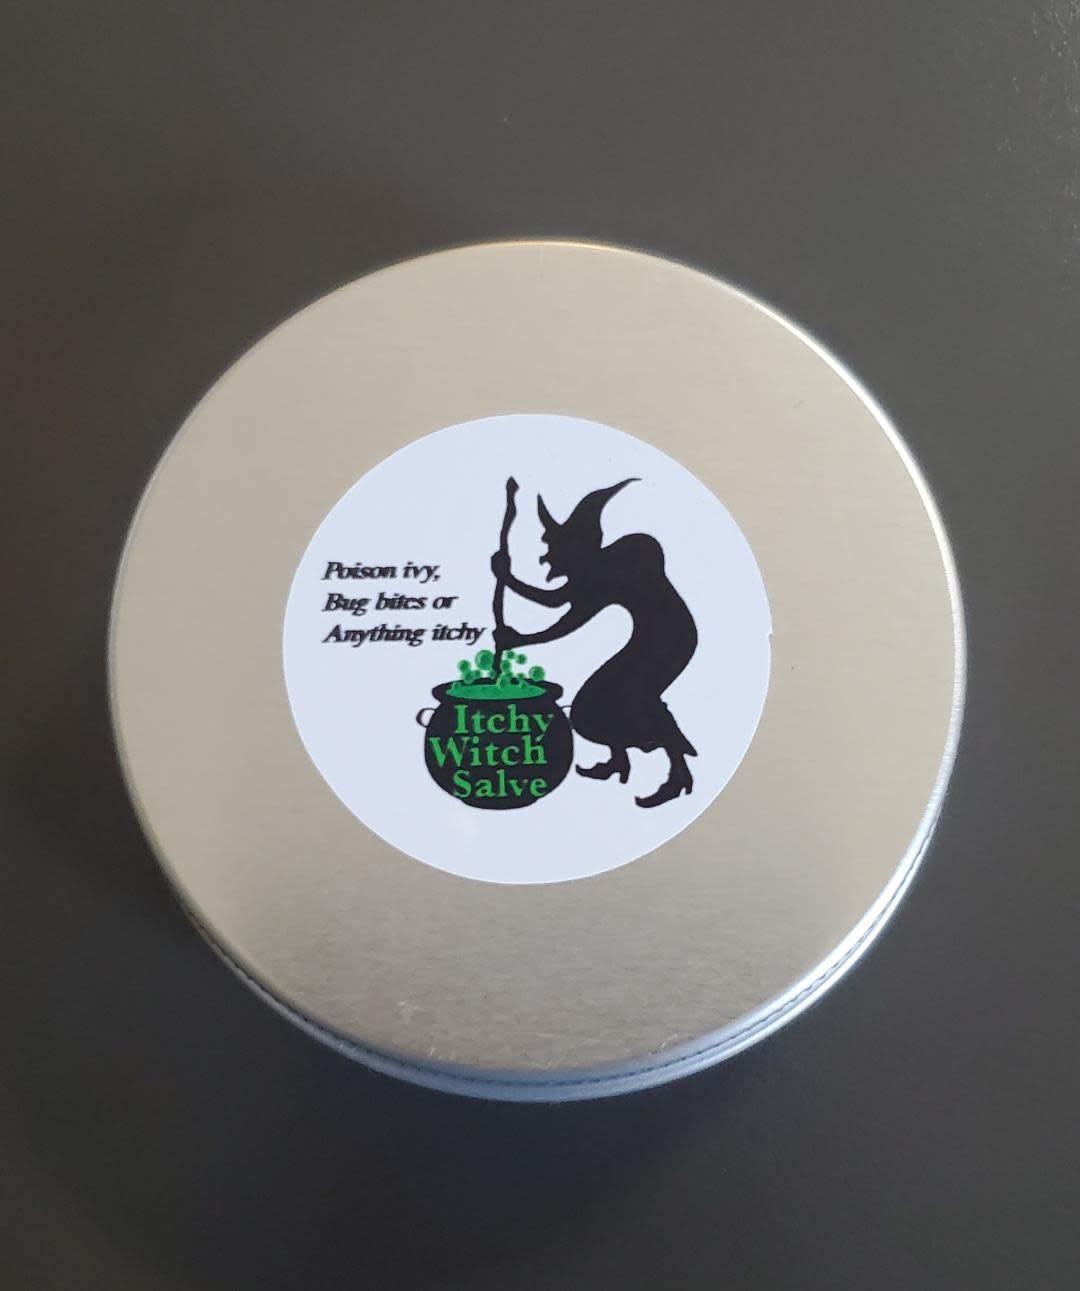 Poison ivy,
Bug bites or
Anything itchy
Itchy
Witch
Salve